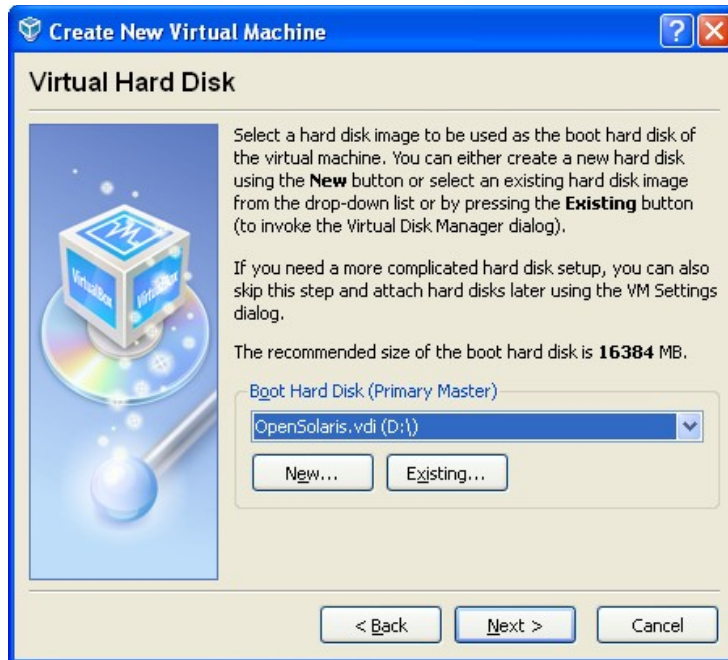 Create New Virtual Machine
?
Virtual Hard Disk
Select a hard disk image to be used as the boot hard disk of
the virtual machine. You can either create a new hard disk
using the New button or select an existing hard disk image
from the drop-down list or by pressing the Existing button
(to invoke the Virtual Disk Manager dialog).
If you need a more complicated hard disk setup, you can also
skip this step and attach hard disks later using the VM Settings
dialog.
The recommended size of the boot hard disk is 16384 MB.
VirtualBox
VirtualBox
Boot Hard Disk (Primary Master)
OpenSolaris.vdi (D:\)
New...
Existing...
< Back
Next >
Cancel